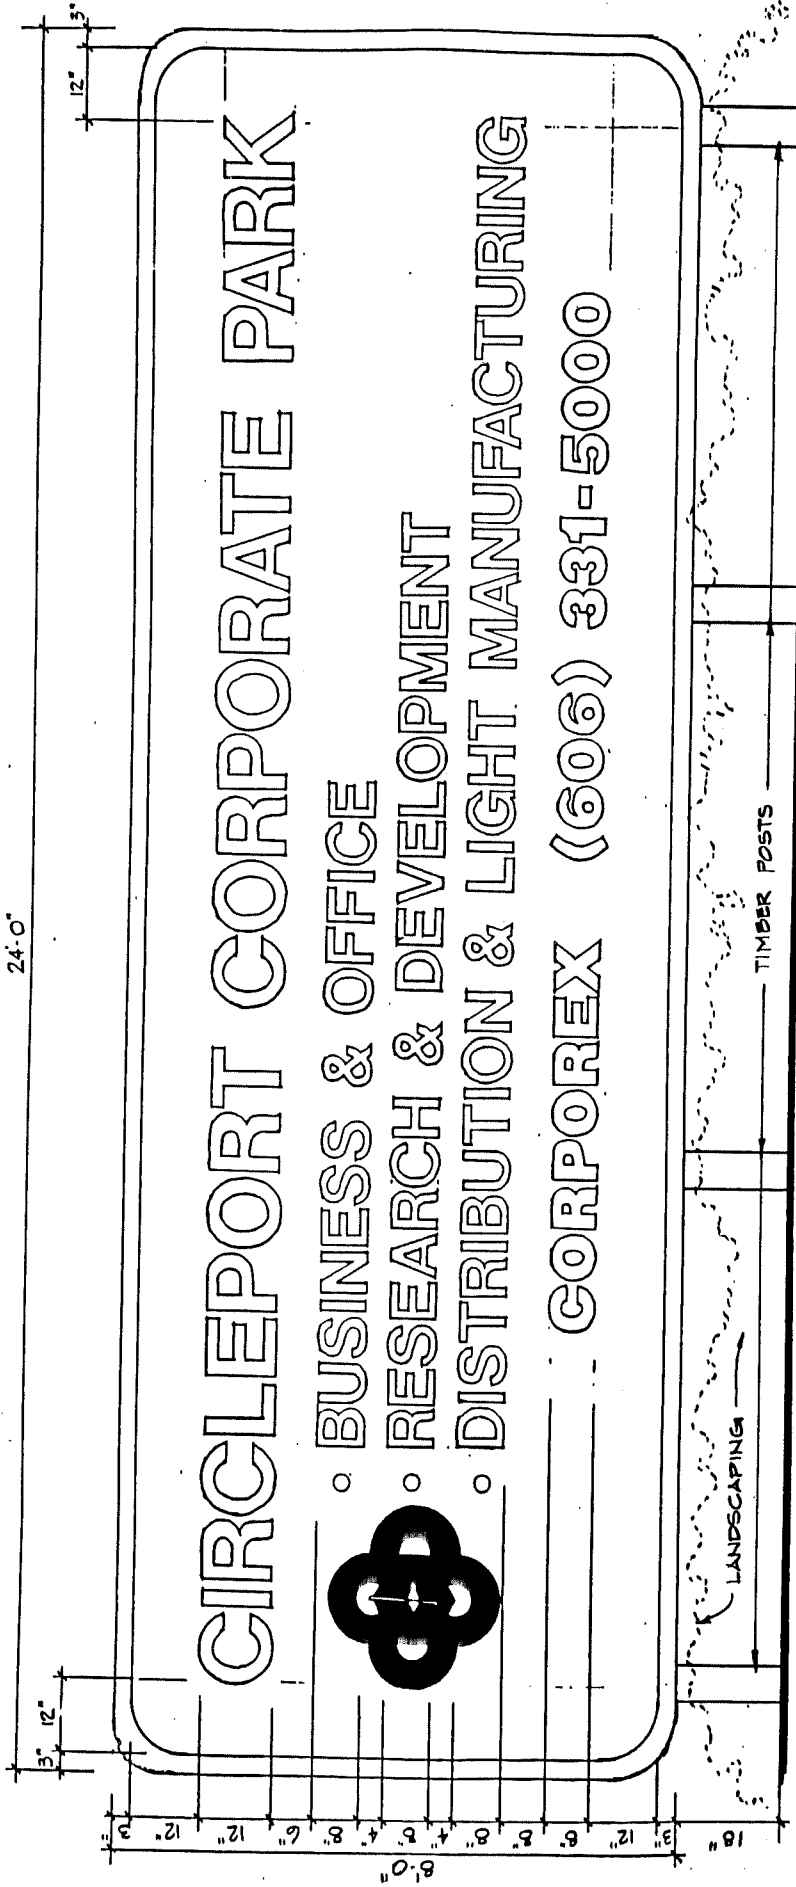 24'-0"
3" 12"
12" 3"
CIRCLEPORT CORPORATE PARK
○ BUSINESS & OFFICE
○ RESEARCH & DEVELOPMENT
○ DISTRIBUTION & LIGHT MANUFACTURING
CORPOREX (606) 331-5000
8'-0"
3"
12"
12"
6"
8"
4"
8"
4"
8"
8"
8"
12"
3"
18"
LANDSCAPING
TIMBER POSTS